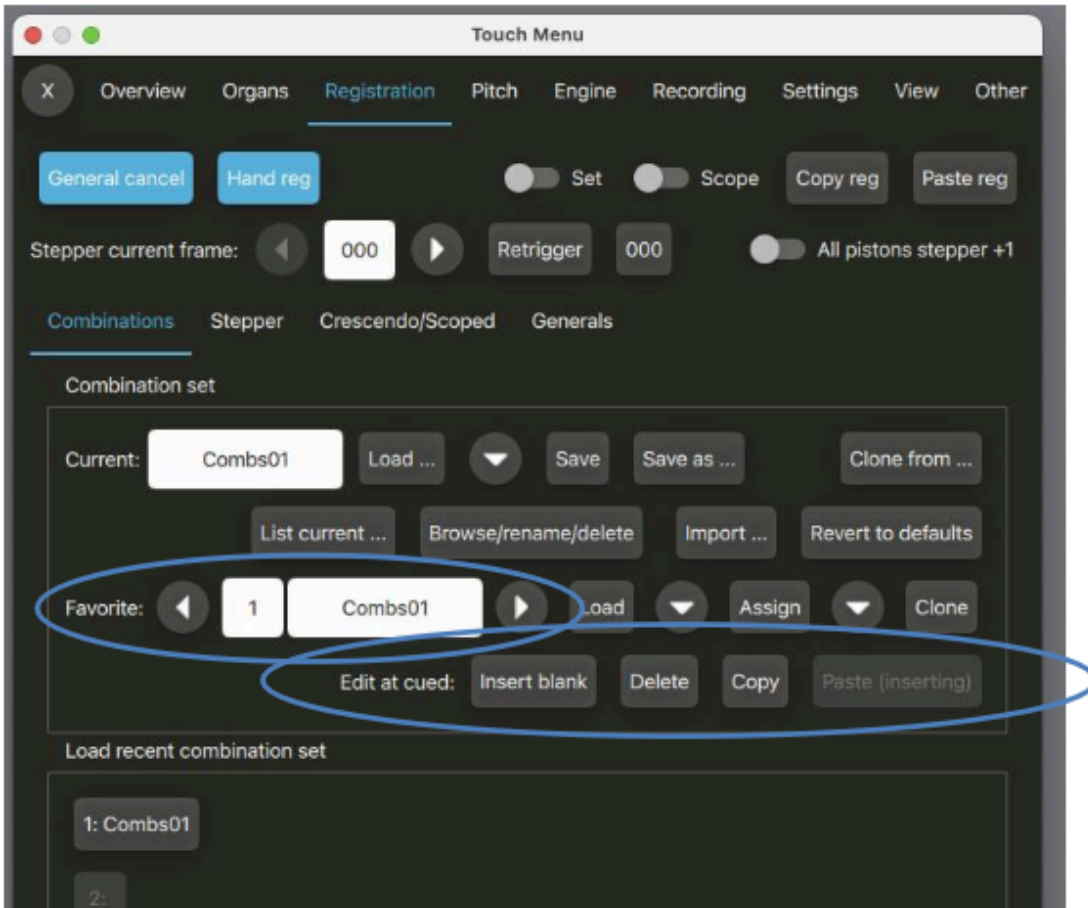 Touch Menu
X Overview Organs Registration Pitch Engine Recording Settings View Other
General cancel Hand reg Set Scope Copy reg Paste reg
Stepper current frame: 000 Retrigger 000 All pistons stepper +1
Combinations Stepper Crescendo/Scoped Generals
Combination set
Current: Combs01 Load ... Save Save as ... Clone from ...
List current ... Browse/rename/delete Import ... Revert to defaults
Favorite: 1 Combs01 Load Assign Clone
Edit at cued: Insert blank Delete Copy Paste (inserting)
Load recent combination set
1: Combs01
2: